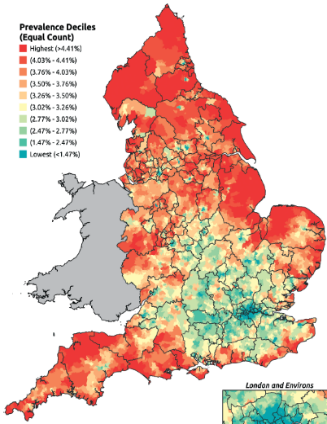 Prevalence Deciles
(Equal Count)
Highest (>4.41%)
(4.03% - 4.41%)
(3.76% - 4.03%)
(3.50% - 3.76%)
(3.26% - 3.50%)
(3.02% - 3.26%)
(2.77% - 3.02%)
(2.47% - 2.77%)
(1.47% - 2.47%)
Lowest (<1.47%)
London and Environs